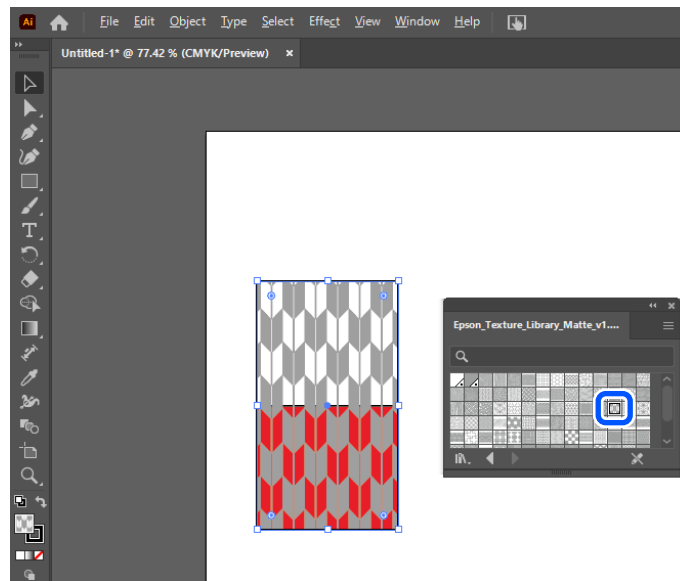 Ai File Edit Object Type Select Effect View Window Help
Untitled-1* @ 77.42 % (CMYK/Preview) ×
Epson_Texture_Library_Matte_v1....